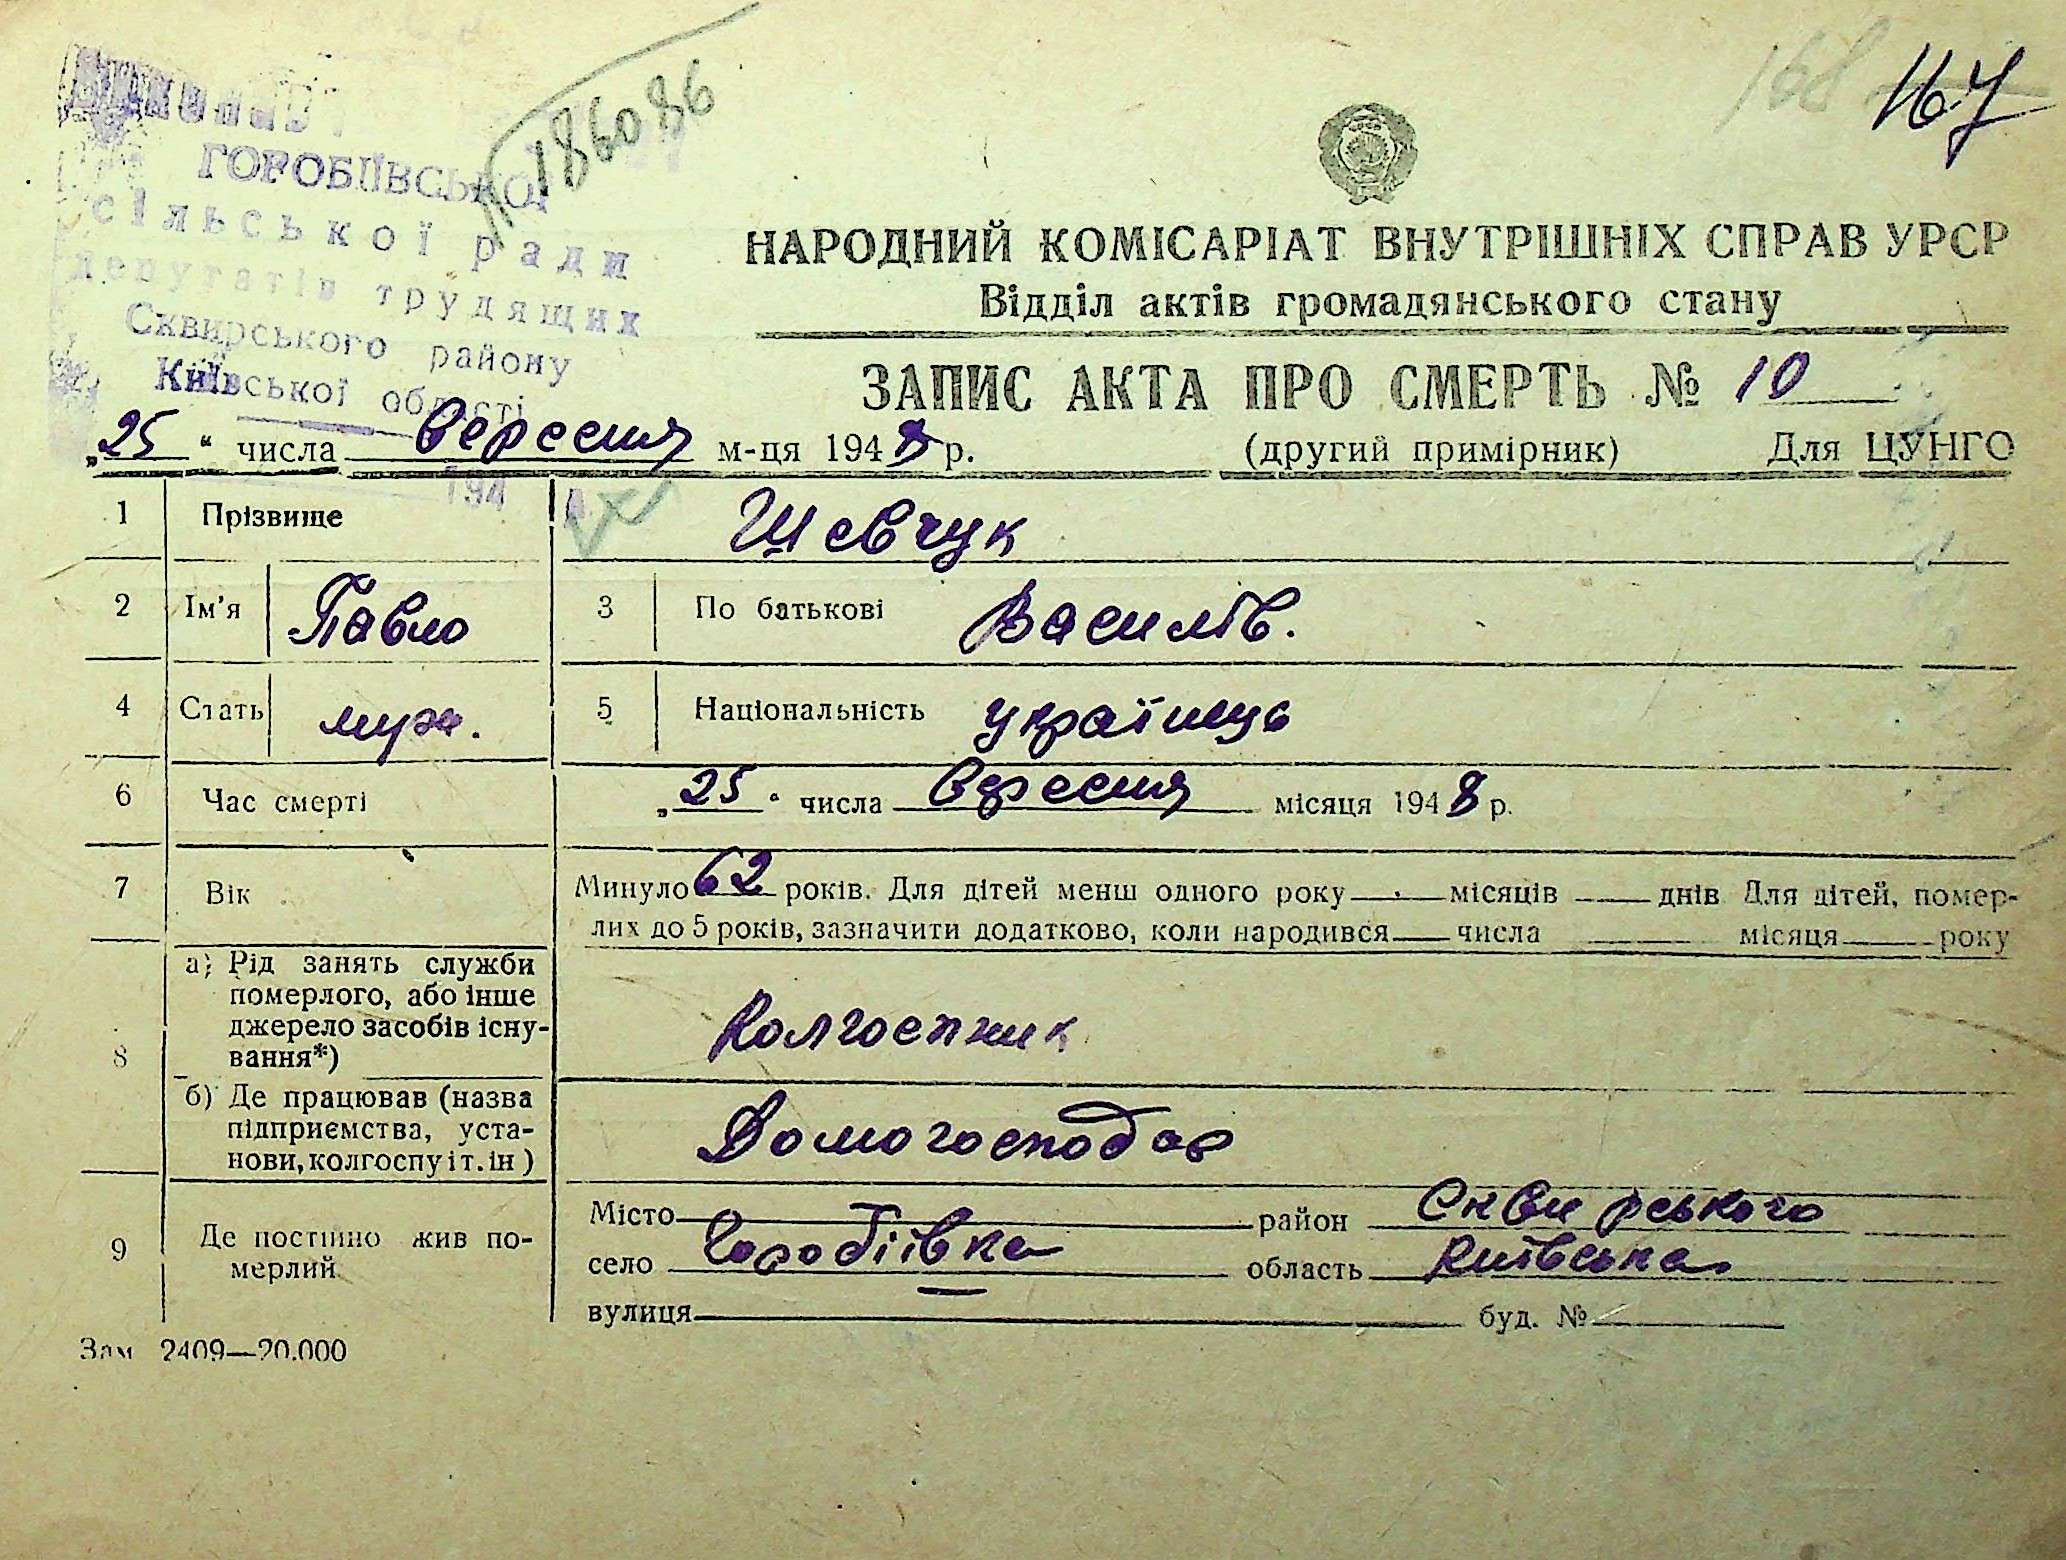 168 167
186086
ГОРОБІЇВСЬКОЇ
сільської ради
депутатів трудящих
Сквирського району
Київської області
194
НАРОДНИЙ КОМІСАРІАТ ВНУТРІШНІХ СПРАВ УРСР
Відділ актів громадянського стану
ЗАПИС АКТА ПРО СМЕРТЬ № 10
„25“ числа Вересня м-ця 1948 р. (другий примірник) Для ЦУНГО
1 Прізвище Шевчук
2 Ім’я Павло 3 По батькові Василів.
4 Стать муж. 5 Національність українець
6 Час смерті „25“ числа Вересня місяця 1948 р.
7 Вік Минуло 62 років. Для дітей менш одного року — місяців — днів Для дітей, помер-
лих до 5 років, зазначити додатково, коли народився — числа місяця року
8 а) Рід занять служби
померлого, або інше
джерело засобів існу-
вання*)
Колгоспник
б) Де працював (назва
підприємства, уста-
нови, колгоспу і т. ін)
Домогосподар
9 Де постійно жив по-
мерлий
Місто район Сквирського
село Горобіївка область Київська
вулиця буд. №
Зам 2409—20.000